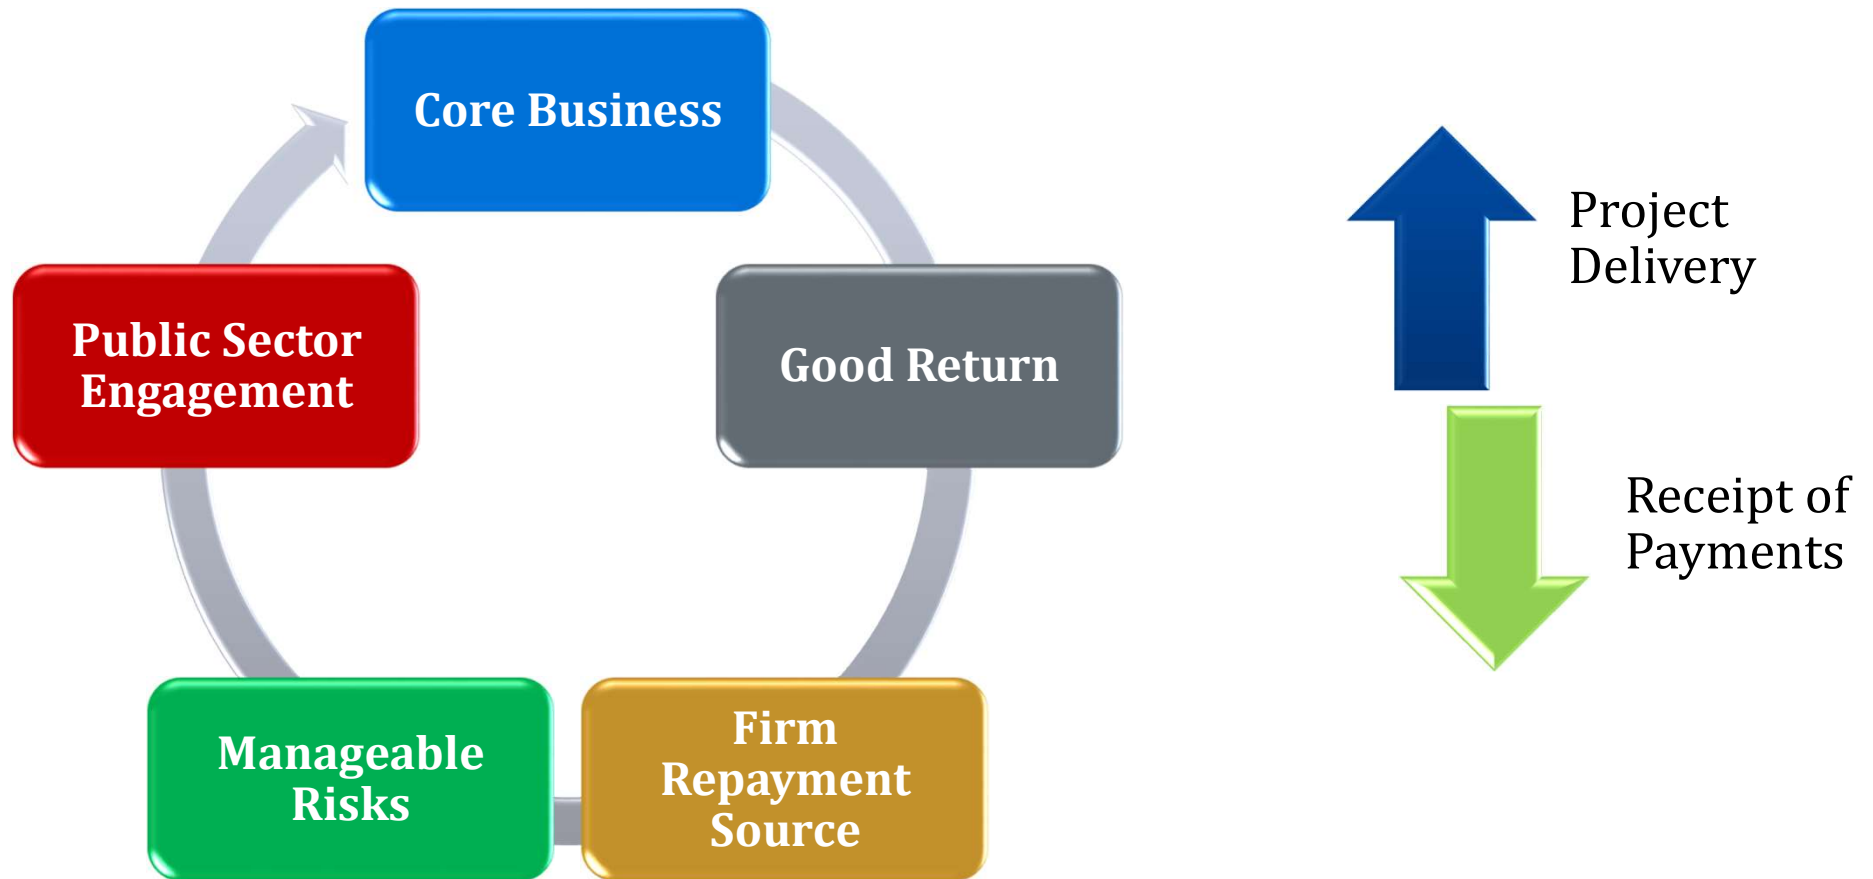 Core Business
Public Sector
Engagement
Good Return
Manageable
Risks
Firm
Repayment
Source
Project
Delivery
Receipt of
Payments